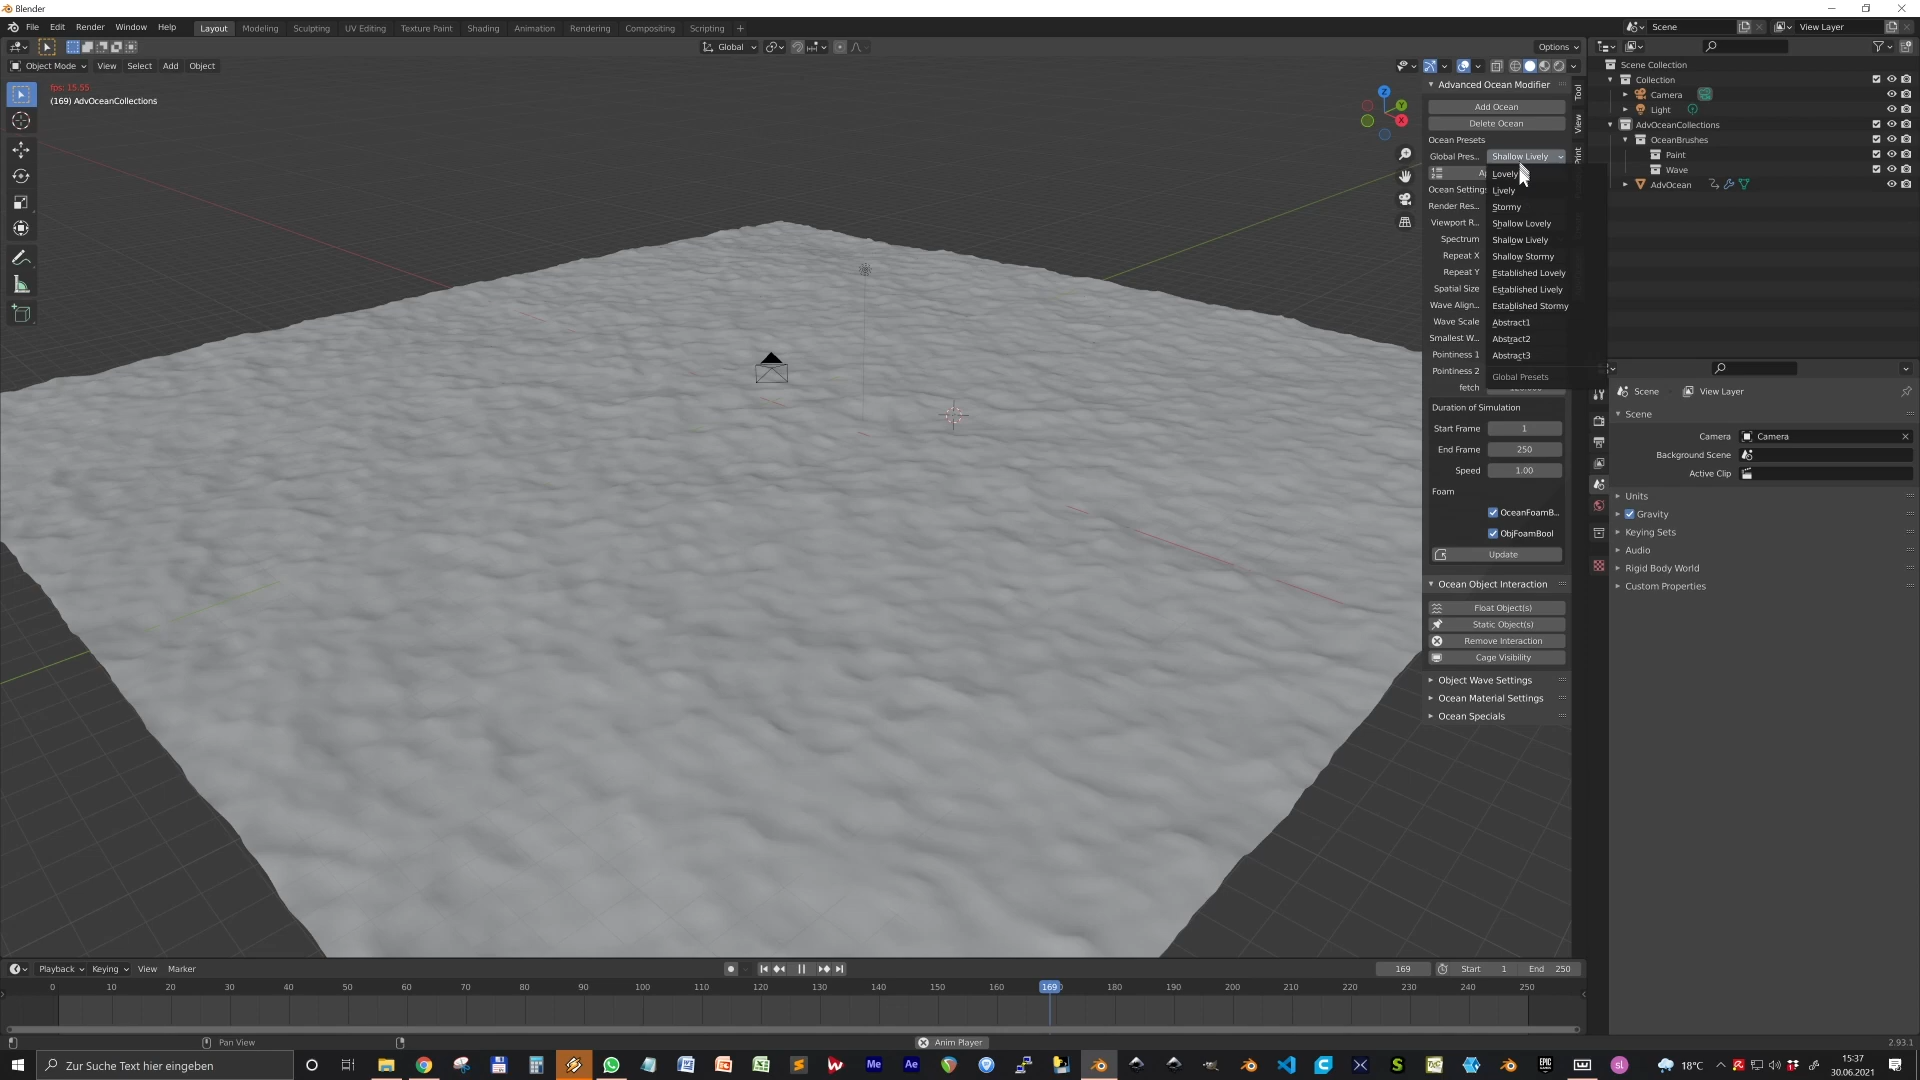 Blender
File Edit Render Window Help
Layout Modeling Sculpting UV Editing Texture Paint Shading Animation Rendering Compositing Scripting +
Scene
View Layer
Global
Options
Object Mode View Select Add Object
fps: 15.55
(169) AdvOceanCollections
Z
Y
X
Advanced Ocean Modifier
Add Ocean
Delete Ocean
Ocean Presets
Global Pres.. Shallow Lively
Ocean Settings
Render Res...
Viewport R...
Spectrum
Repeat X
Repeat Y
Spatial Size
Wave Align...
Wave Scale
Smallest W...
Pointiness 1
Pointiness 2
fetch
Lovely
Lively
Stormy
Shallow Lovely
Shallow Lively
Shallow Stormy
Established Lovely
Established Lively
Established Stormy
Abstract1
Abstract2
Abstract3
Global Presets
Duration of Simulation
Start Frame 1
End Frame 250
Speed 1.00
Foam
OceanFoamB..
ObjFoamBool
Update
Ocean Object Interaction
Float Object(s)
Static Object(s)
Remove Interaction
Cage Visibility
Object Wave Settings
Ocean Material Settings
Ocean Specials
Tool
View
Print
Scene Collection
Collection
Camera
Light
AdvOceanCollections
OceanBrushes
Paint
Wave
AdvOcean
Scene View Layer
Scene
Camera Camera
Background Scene
Active Clip
Units
Gravity
Keying Sets
Audio
Rigid Body World
Custom Properties
Playback Keying View Marker
169 Start 1 End 250
0 10 20 30 40 50 60 70 80 90 100 110 120 130 140 150 160 169 180 190 200 210 220 230 240 250
Pan View
Anim Player
2.93.1
Zur Suche Text hier eingeben
18°C
15:37
30.06.2021